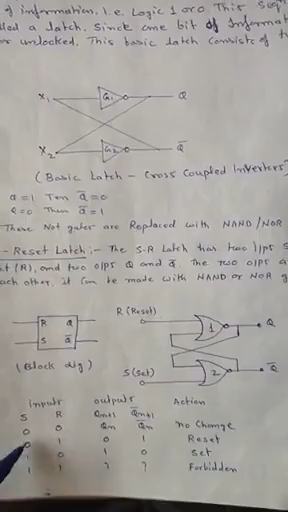 of information. i.e. Logic 1 or 0 This
a latch. Since one bit of Informat
or unlocked. This basic latch consists of
X1 G1 Q
X2 G2 Q̅
(Basic Latch - Cross Coupled Inverters)
Q = 1 Q̅ = 0
Q = 0 Then Q̅ = 1
These Not gates are Replaced with NAND/NOR
- Reset Latch :- The S-R Latch has two I/ps S
(R), and two o/ps Q and Q̅. The two o/ps a
each other. it can be made with NAND or NOR g
R (Reset) 1 Q
R Q
S Q̅
S (Set) 2 Q̅
(Block dig)
inputs outputs Action
S R Qn+1 Q̅n+1
0 0 Qn Q̅n no Change
0 1 0 1 Reset
1 0 1 0 Set
1 1 ? ? Forbidden